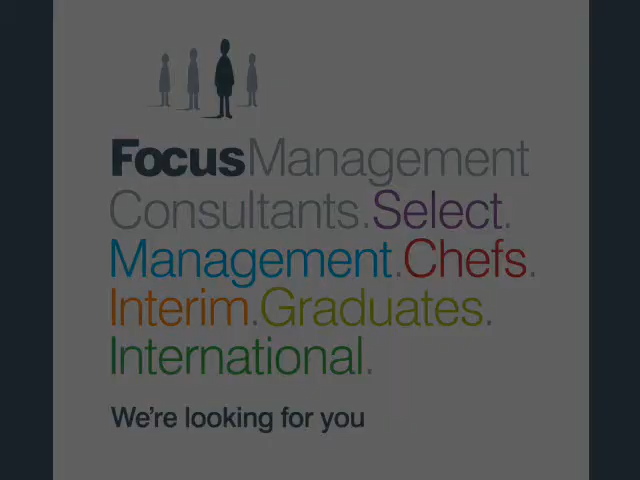 FocusManagement
Consultants.Select.
Management.Chefs.
Interim.Graduates.
International.
We're looking for you